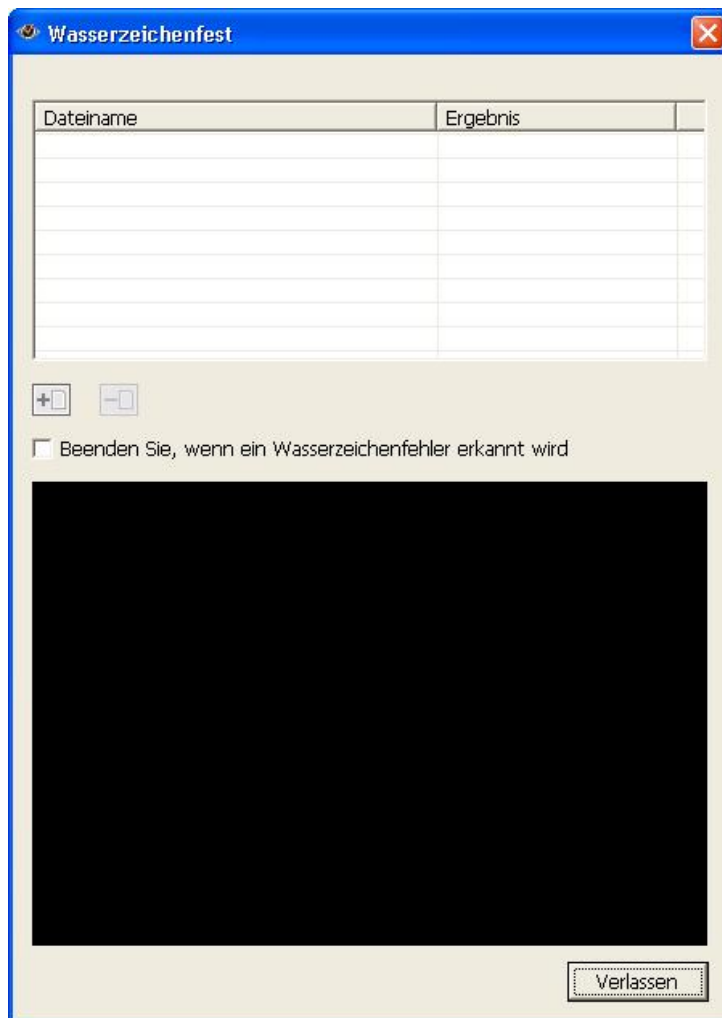 Wasserzeichenfest
Dateiname Ergebnis
Beenden Sie, wenn ein Wasserzeichenfehler erkannt wird
Verlassen